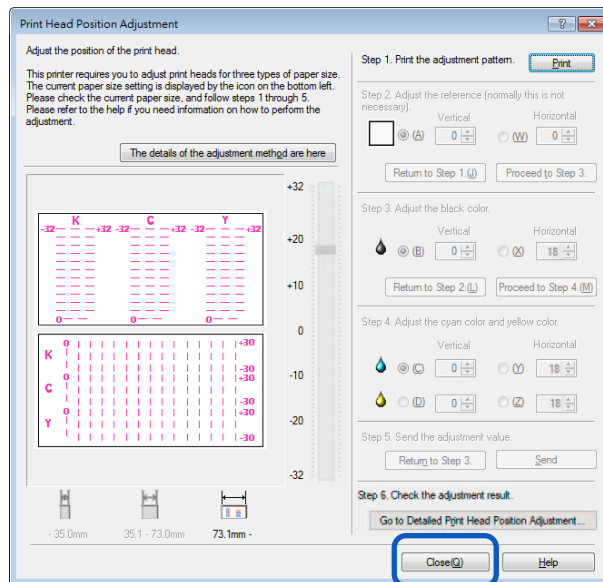 Print Head Position Adjustment
Adjust the position of the print head.
This printer requires you to adjust print heads for three types of paper size.
The current paper size setting is displayed by the icon on the bottom left.
Please check the current paper size, and follow steps 1 through 5.
Please refer to the help if you need information on how to perform the
adjustment.
The details of the adjustment method are here
K C Y
-32 +32 -32 +32 -32 +32
0 0 0
K 0 +30
-30
C 0 +30
-30
Y 0 +30
-30
+32
+20
+10
0
-10
-20
-32
- 35.0mm 35.1 - 73.0mm 73.1mm -
Step 1. Print the adjustment pattern. Print
Step 2. Adjust the reference (normally this is not
necessary).
Vertical Horizontal
(A) 0 (W) 0
Return to Step 1.(J) Proceed to Step 3.
Step 3. Adjust the black color.
Vertical Horizontal
(B) 0 (X) 18
Return to Step 2.(L) Proceed to Step 4.(M)
Step 4. Adjust the cyan color and yellow color.
Vertical Horizontal
(C) 0 (Y) 18
(D) 0 (Z) 18
Step 5. Send the adjustment value.
Return to Step 3. Send
Step 6. Check the adjustment result.
Go to Detailed Print Head Position Adjustment...
Close(Q) Help